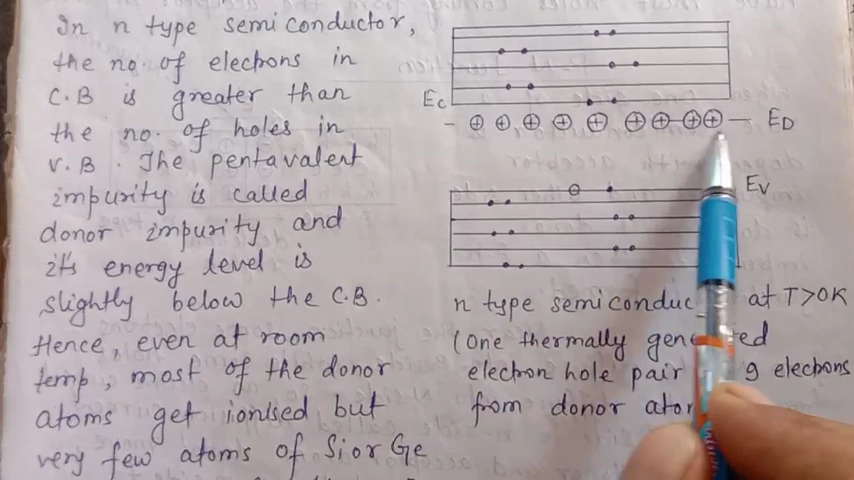 In n type semiconductor,
the no. of electrons in
C.B is greater than
the no. of holes in
V.B. The pentavalent
impurity is called
donor impurity and
it's energy level is
slightly below the C.B.
Hence, even at room
temp, most of the donor
atoms get ionised but
very few atoms of Si or Ge
Ec
− ⊕ ⊕ ⊕ ⊕ ⊕ ⊕ ⊕ ⊕ ⊕ — ED
Ev
n type semiconduc at T>0K
(One thermally gene ed
electron hole pair 9 electrons
from donor ato